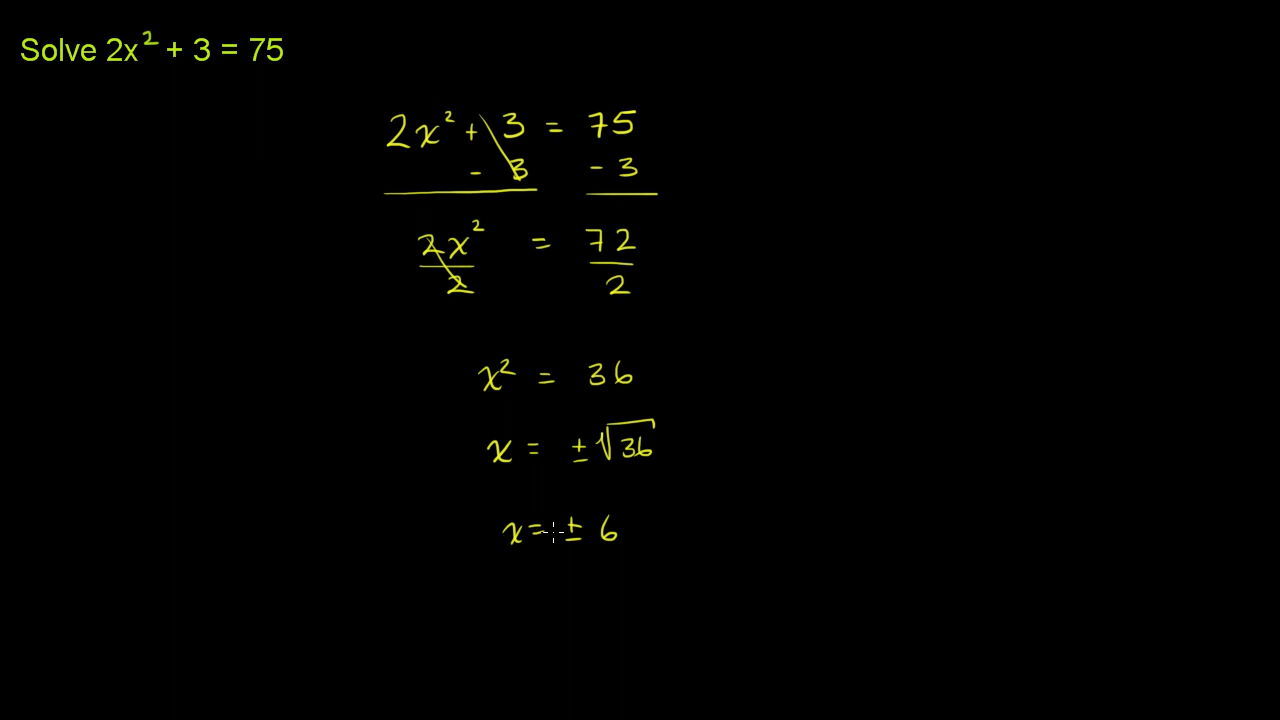 Solve 2x² + 3 = 75
2x² + 3 = 75
- 3 - 3
2x² = 72
2 2
x² = 36
x = ±√36
x = ± 6